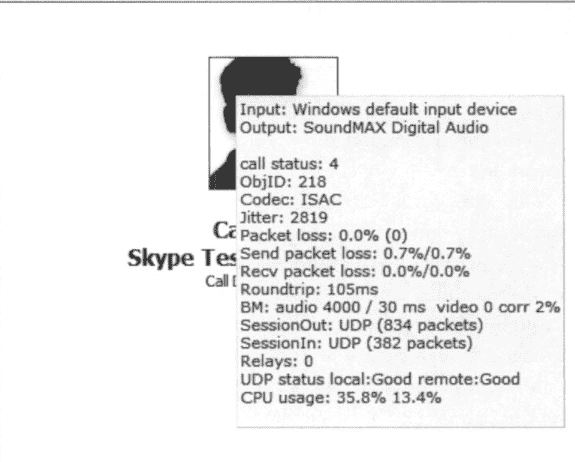 Input: Windows default input device
Output: SoundMAX Digital Audio
call status: 4
ObjID: 218
Codec: ISAC
Jitter: 2819
Packet loss: 0.0% (0)
Send packet loss: 0.7%/0.7%
Recv packet loss: 0.0%/0.0%
Roundtrip: 105ms
BM: audio 4000 / 30 ms video 0 corr 2%
SessionOut: UDP (834 packets)
SessionIn: UDP (382 packets)
Relays: 0
UDP status local:Good remote:Good
CPU usage: 35.8% 13.4%
Skype
Call